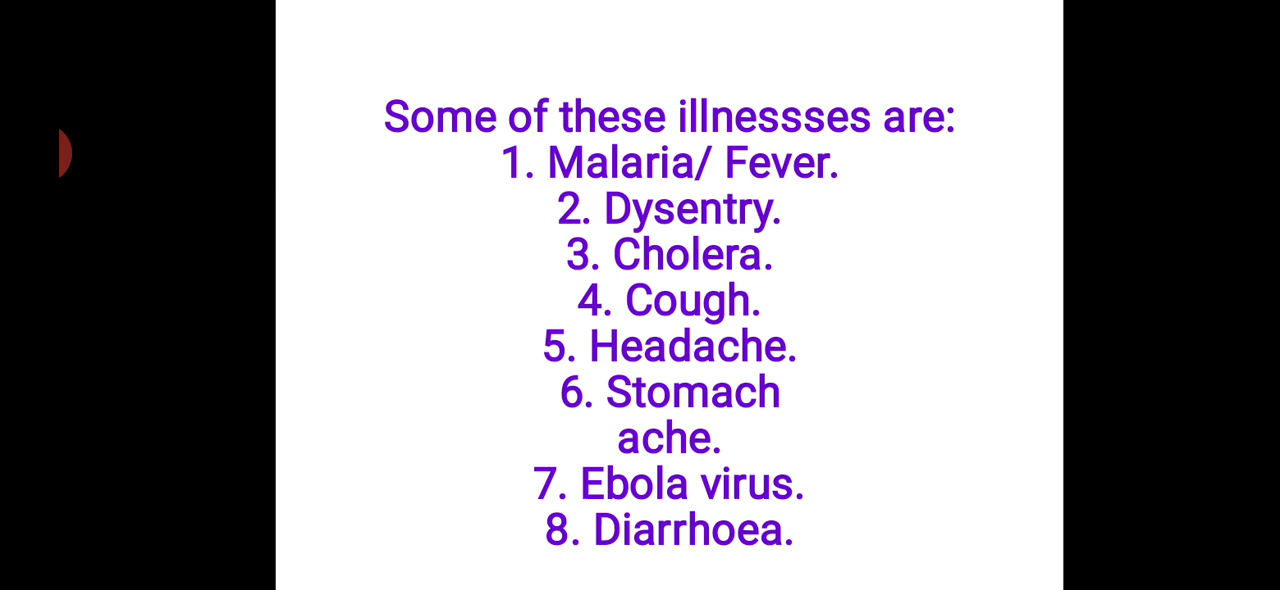 Some of these illnessses are:
1. Malaria/ Fever.
2. Dysentry.
3. Cholera.
4. Cough.
5. Headache.
6. Stomach
ache.
7. Ebola virus.
8. Diarrhoea.